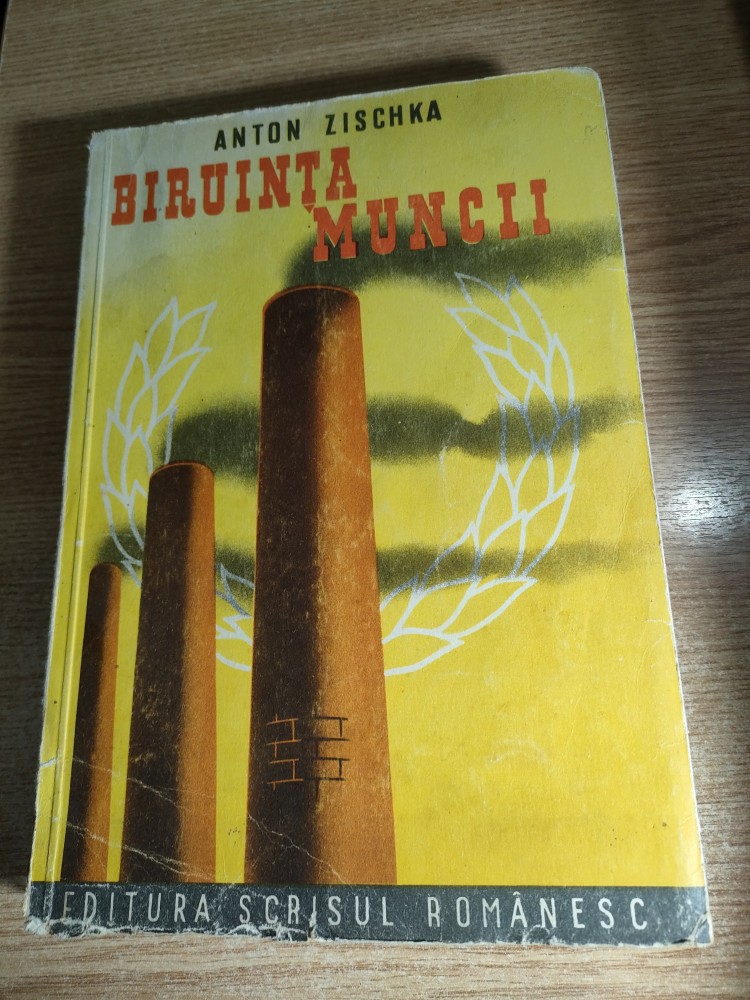 ANTON ZISCHKA
BIRUINȚA
MUNCII
EDITURA SCRISUL ROMÂNESC